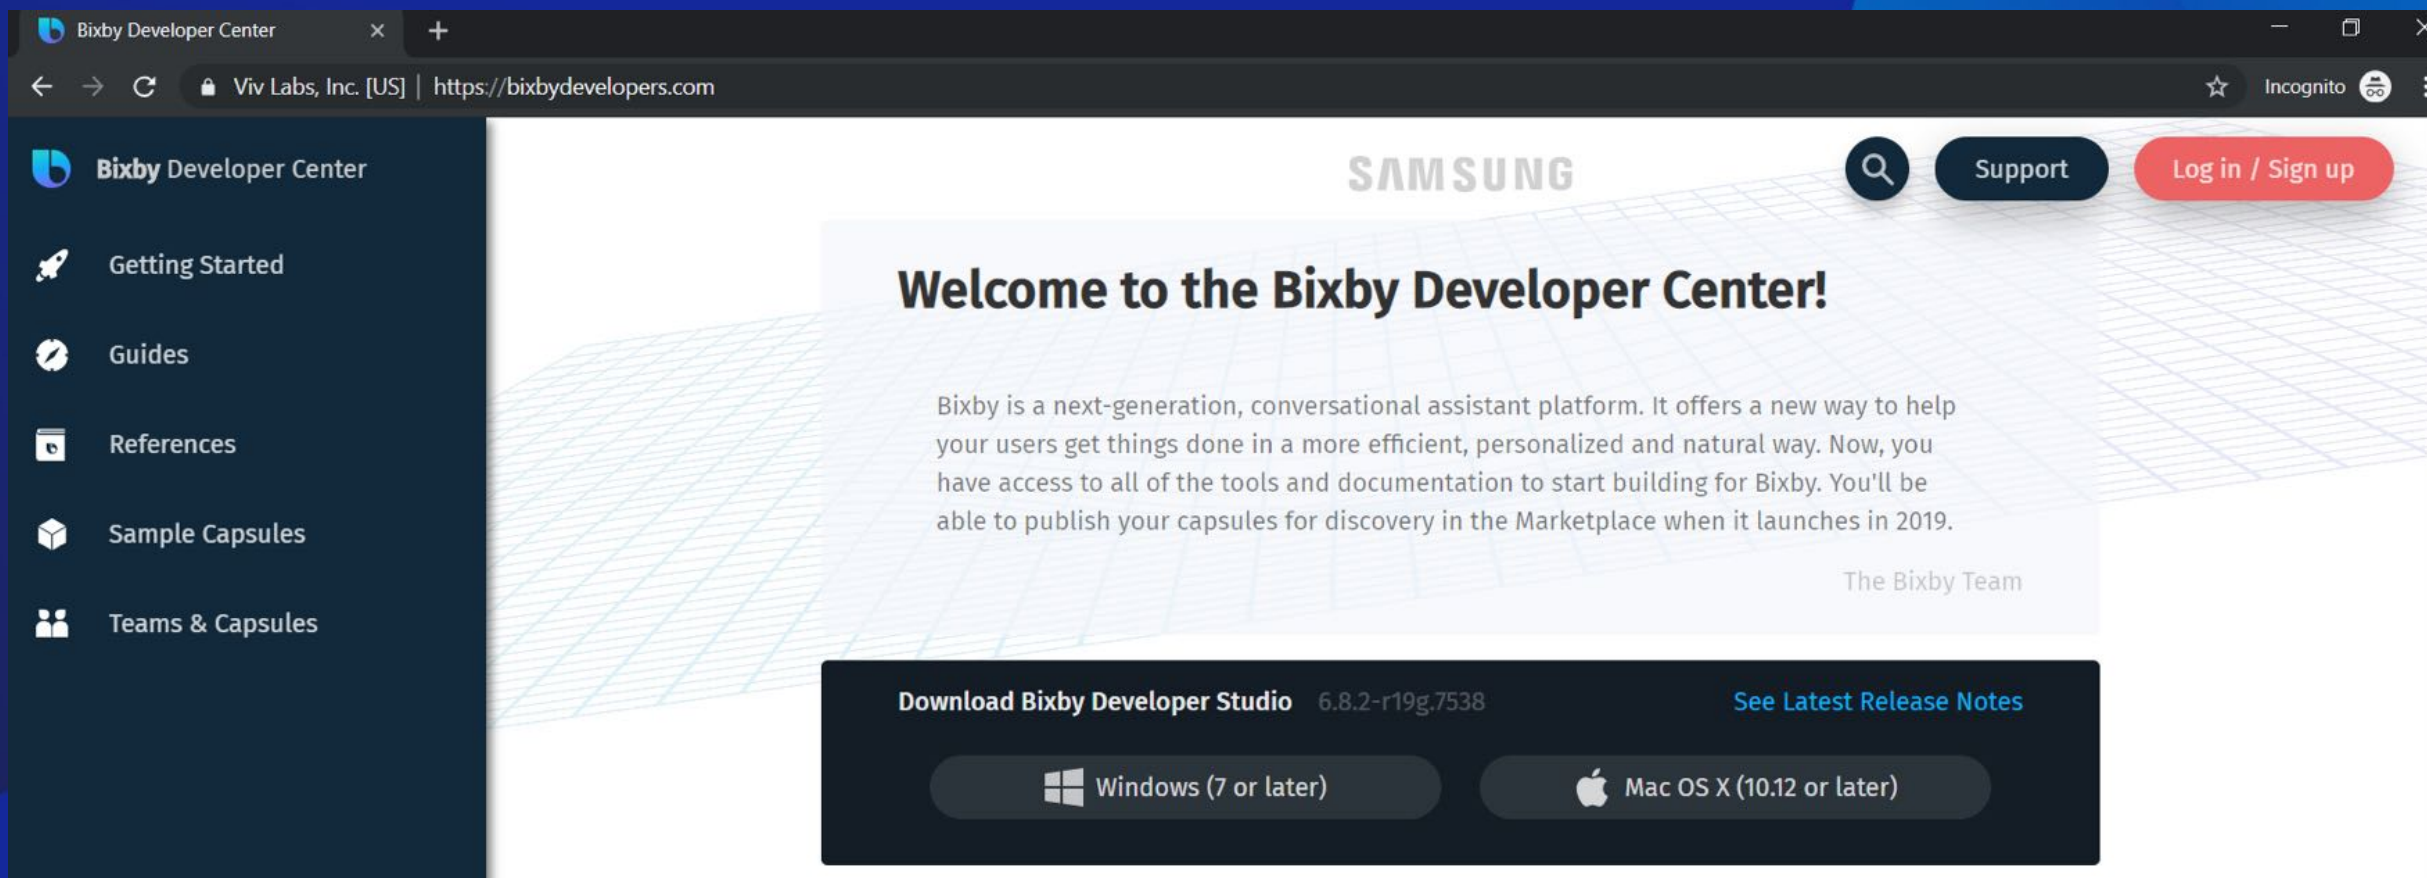 Bixby Developer Center
Viv Labs, Inc. [US] | https://bixbydevelopers.com
Incognito
Bixby Developer Center
Getting Started
Guides
References
Sample Capsules
Teams & Capsules
SAMSUNG
Support
Log in / Sign up
Welcome to the Bixby Developer Center!
Bixby is a next-generation, conversational assistant platform. It offers a new way to help
your users get things done in a more efficient, personalized and natural way. Now, you
have access to all of the tools and documentation to start building for Bixby. You'll be
able to publish your capsules for discovery in the Marketplace when it launches in 2019.
The Bixby Team
Download Bixby Developer Studio 6.8.2-r19g.7538
See Latest Release Notes
Windows (7 or later)
Mac OS X (10.12 or later)